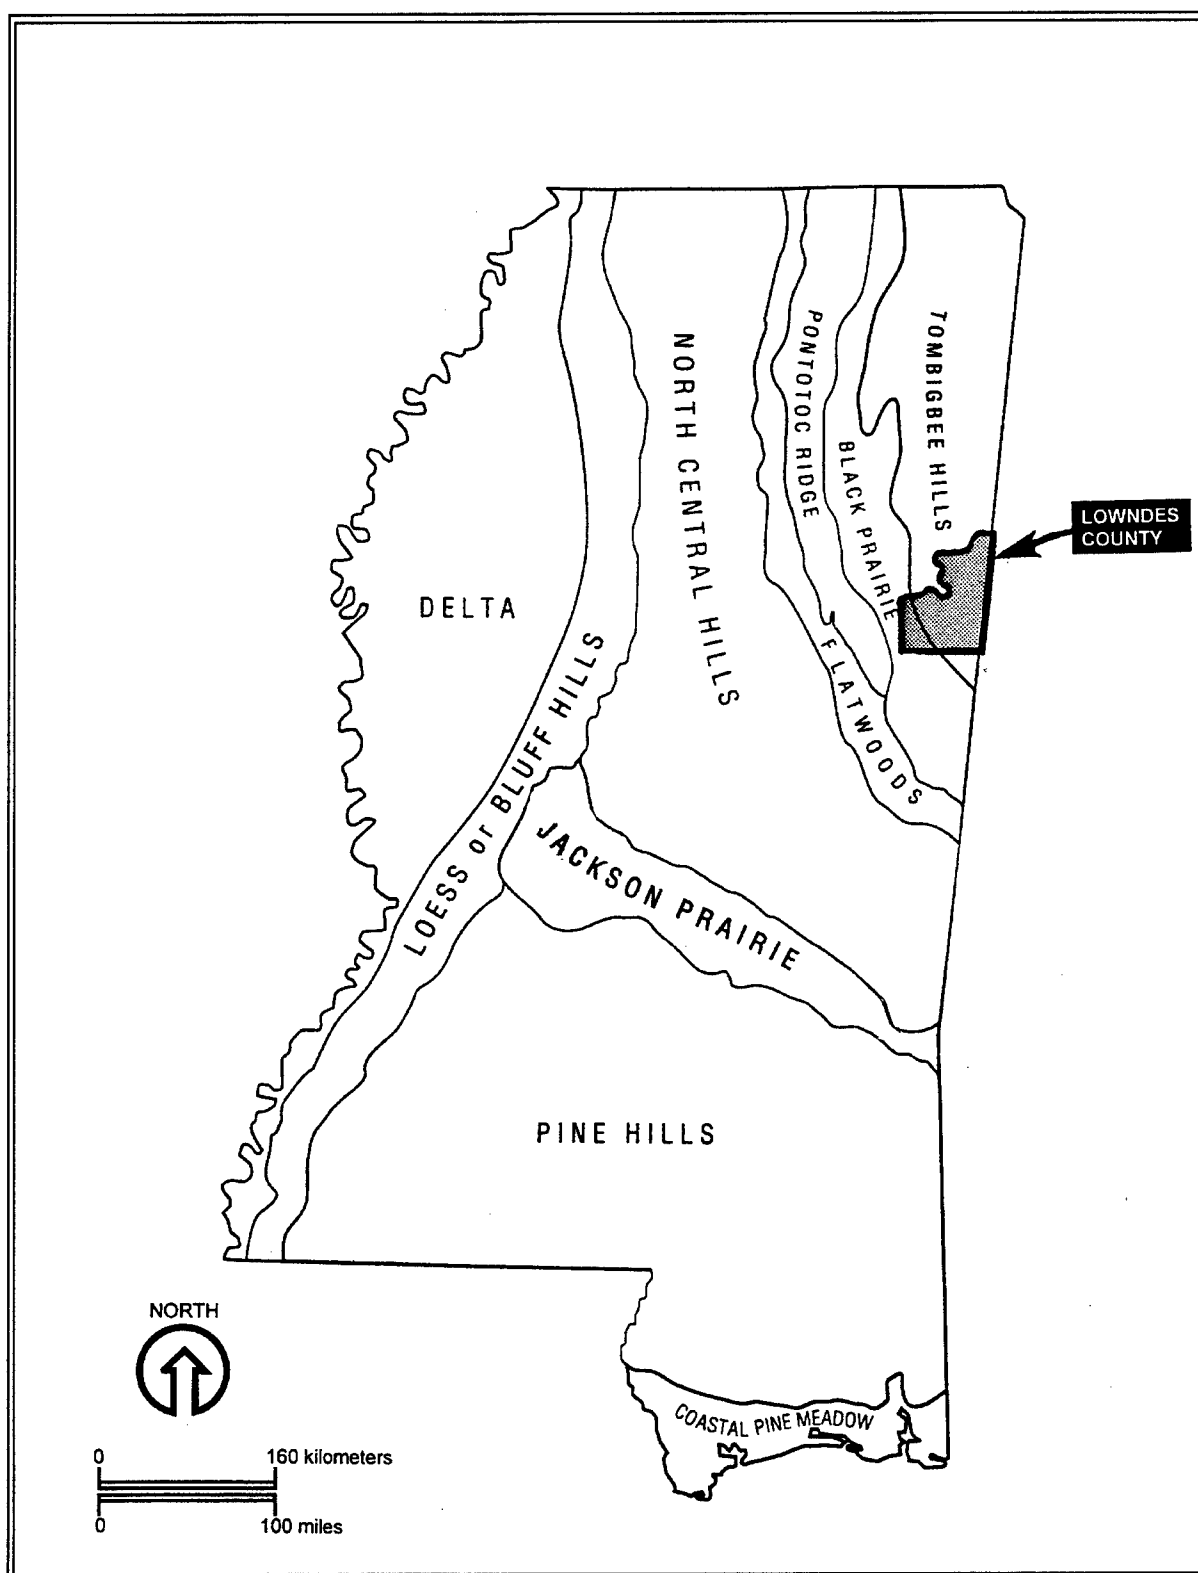 TOMBIGBEE HILLS
PONTOTOC RIDGE
NORTH CENTRAL HILLS
BLACK PRAIRIE
LOWNDES
COUNTY
DELTA
FLATWOODS
LOESS or BLUFF HILLS
JACKSON PRAIRIE
PINE HILLS
NORTH
COASTAL PINE MEADOW
0
160 kilometers
0
100 miles